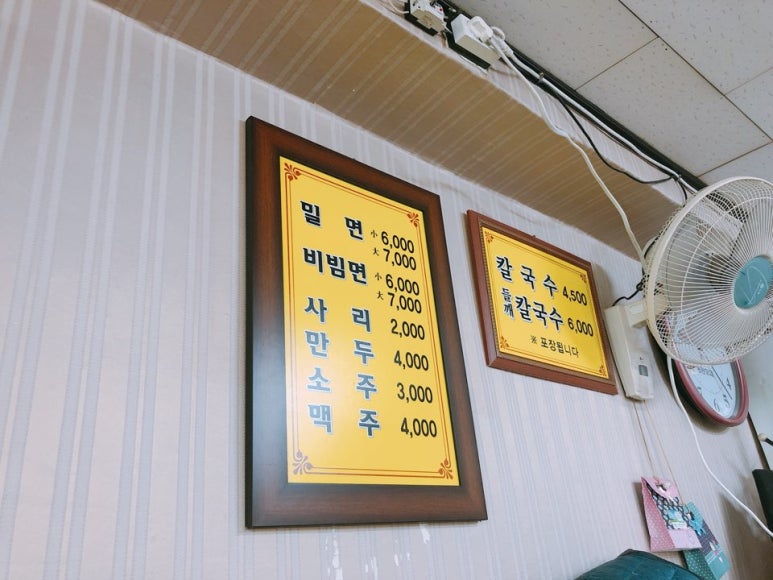 밀 면 小 6,000
大 7,000
비빔면 小 6,000
大 7,000
사 리 2,000
만 두 4,000
소 주 3,000
맥 주 4,000
칼국수 4,500
들깨칼국수 6,000
※ 포장됩니다